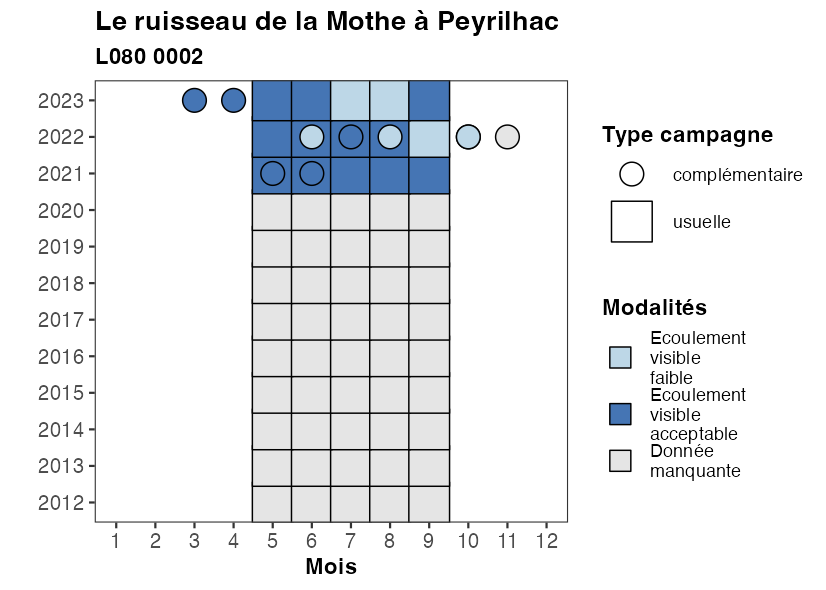 Le ruisseau de la Mothe à Peyrilhac
L080 0002
2023
2022
2021
2020
2019
2018
2017
2016
2015
2014
2013
2012
1 2 3 4 5 6 7 8 9 10 11 12
Mois
Type campagne
complémentaire
usuelle
Modalités
Ecoulement
visible
faible
Ecoulement
visible
acceptable
Donnée
manquante